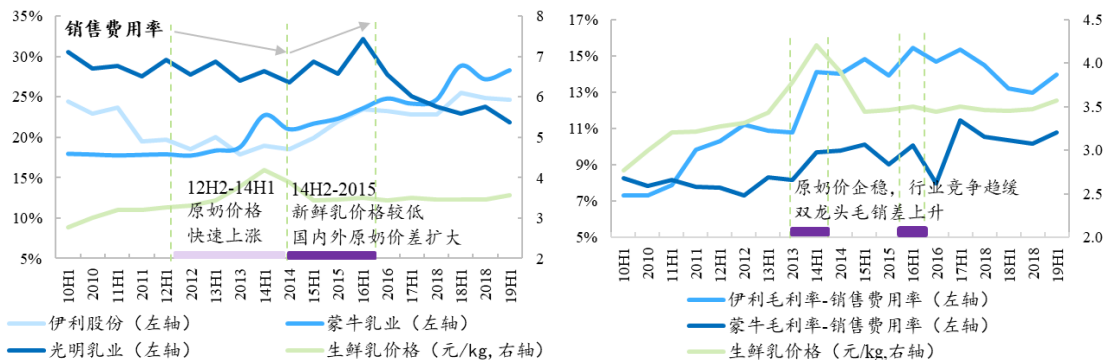 销售费用率
35%
30%
25%
20%
15%
10%
5%
8
7
6
5
4
3
2
12H2-14H1
原奶价格
快速上涨
14H2-2015
新鲜乳价格较低
国内外原奶价差扩大
10H1
2010
11H1
2011
12H1
2012
13H1
2013
14H1
2014
15H1
2015
16H1
2016
17H1
2017
18H1
2018
19H1
伊利股份（左轴）
蒙牛乳业（左轴）
光明乳业（左轴）
生鲜乳价格（元/kg,右轴）
17%
15%
13%
11%
9%
7%
5%
4.5
4.0
3.5
3.0
2.5
2.0
原奶价企稳，行业竞争趋缓
双龙头毛销差上升
10H1
2010
11H1
2011
12H1
2012
13H1
2013
14H1
2014
15H1
2015
16H1
2016
17H1
2017
18H1
2018
19H1
伊利毛利率-销售费用率（左轴）
蒙牛毛利率-销售费用率（左轴）
生鲜乳价格（元/kg,右轴）